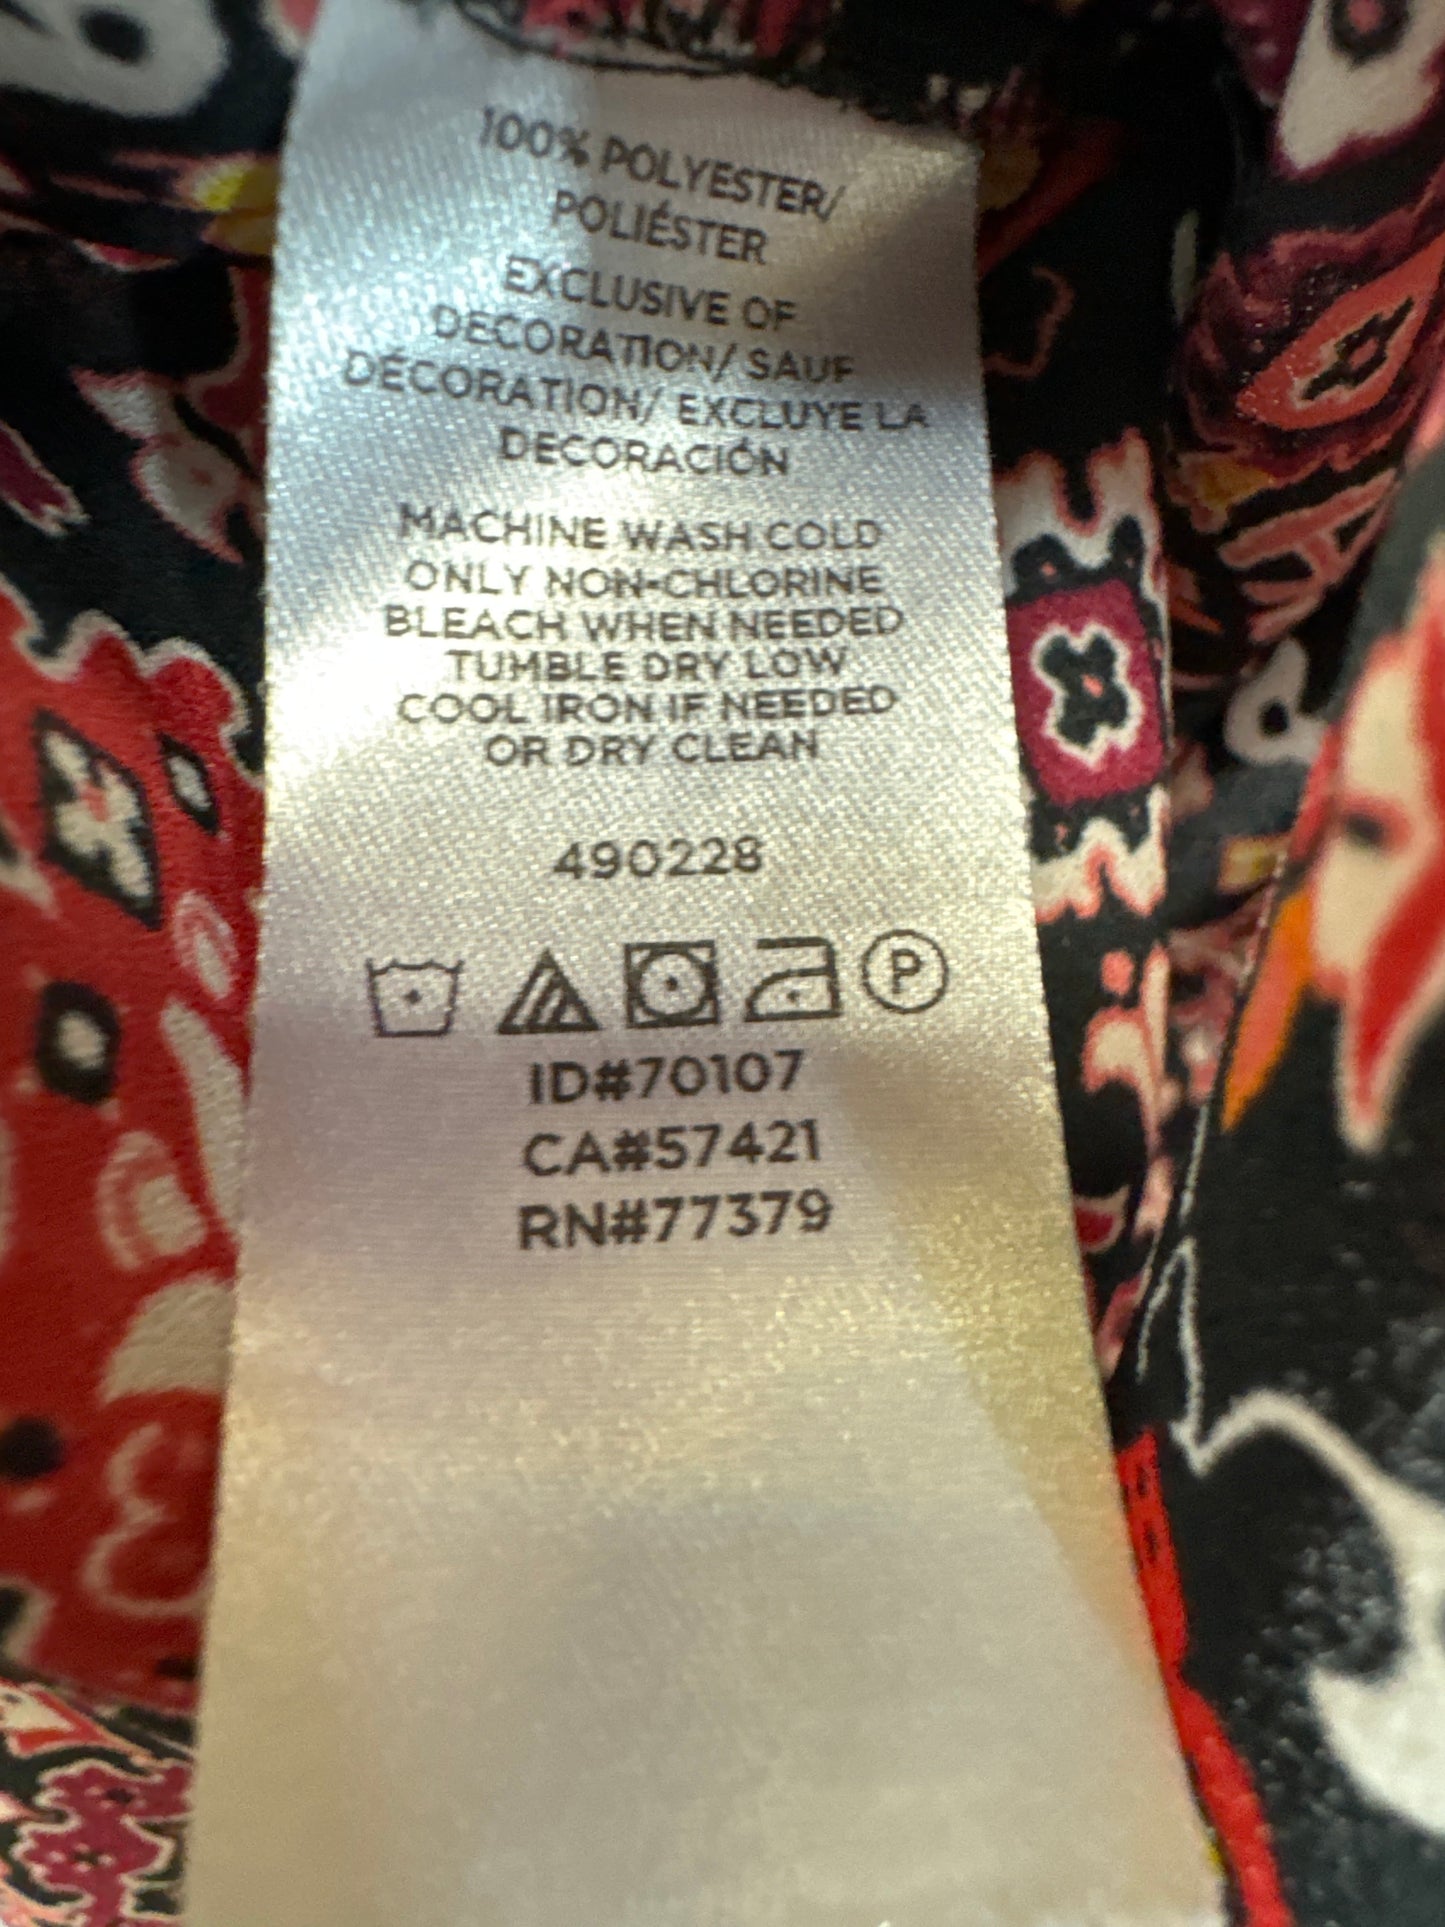 100% POLYESTER/
POLIÉSTER
EXCLUSIVE OF
DECORATION/ SAUF
DÉCORATION/ EXCLUYE LA
DECORACIÓN
MACHINE WASH COLD
ONLY NON-CHLORINE
BLEACH WHEN NEEDED
TUMBLE DRY LOW
COOL IRON IF NEEDED
OR DRY CLEAN
490228
P
ID#70107
CA#57421
RN#77379